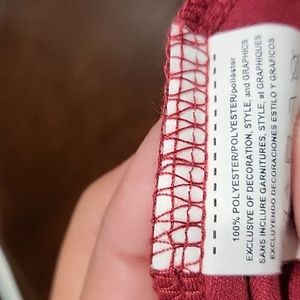 100% POLYESTER/POLYESTER/poliéster
EXCLUSIVE OF DECORATION, STYLE, and GRAPHICS
SANS INCLURE GARNITURES, STYLE, et GRAPHIQUES
EXCLUYENDO DECORACIONES ESTILO Y GRAFICOS